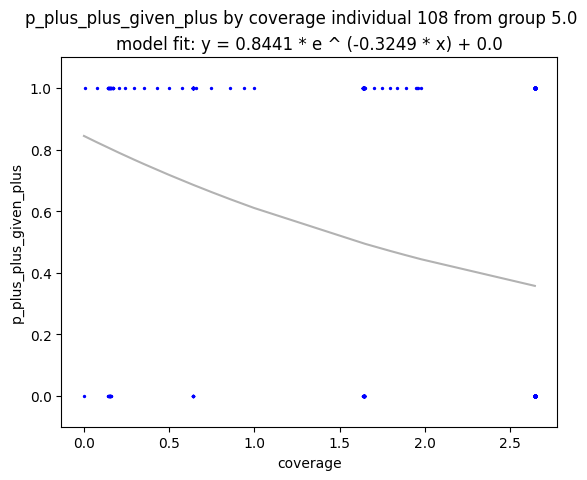 p_plus_plus_given_plus by coverage individual 108 from group 5.0
model fit: y = 0.8441 * e ^ (-0.3249 * x) + 0.0
p_plus_plus_given_plus
1.0
0.8
0.6
0.4
0.2
0.0
0.0 0.5 1.0 1.5 2.0 2.5
coverage